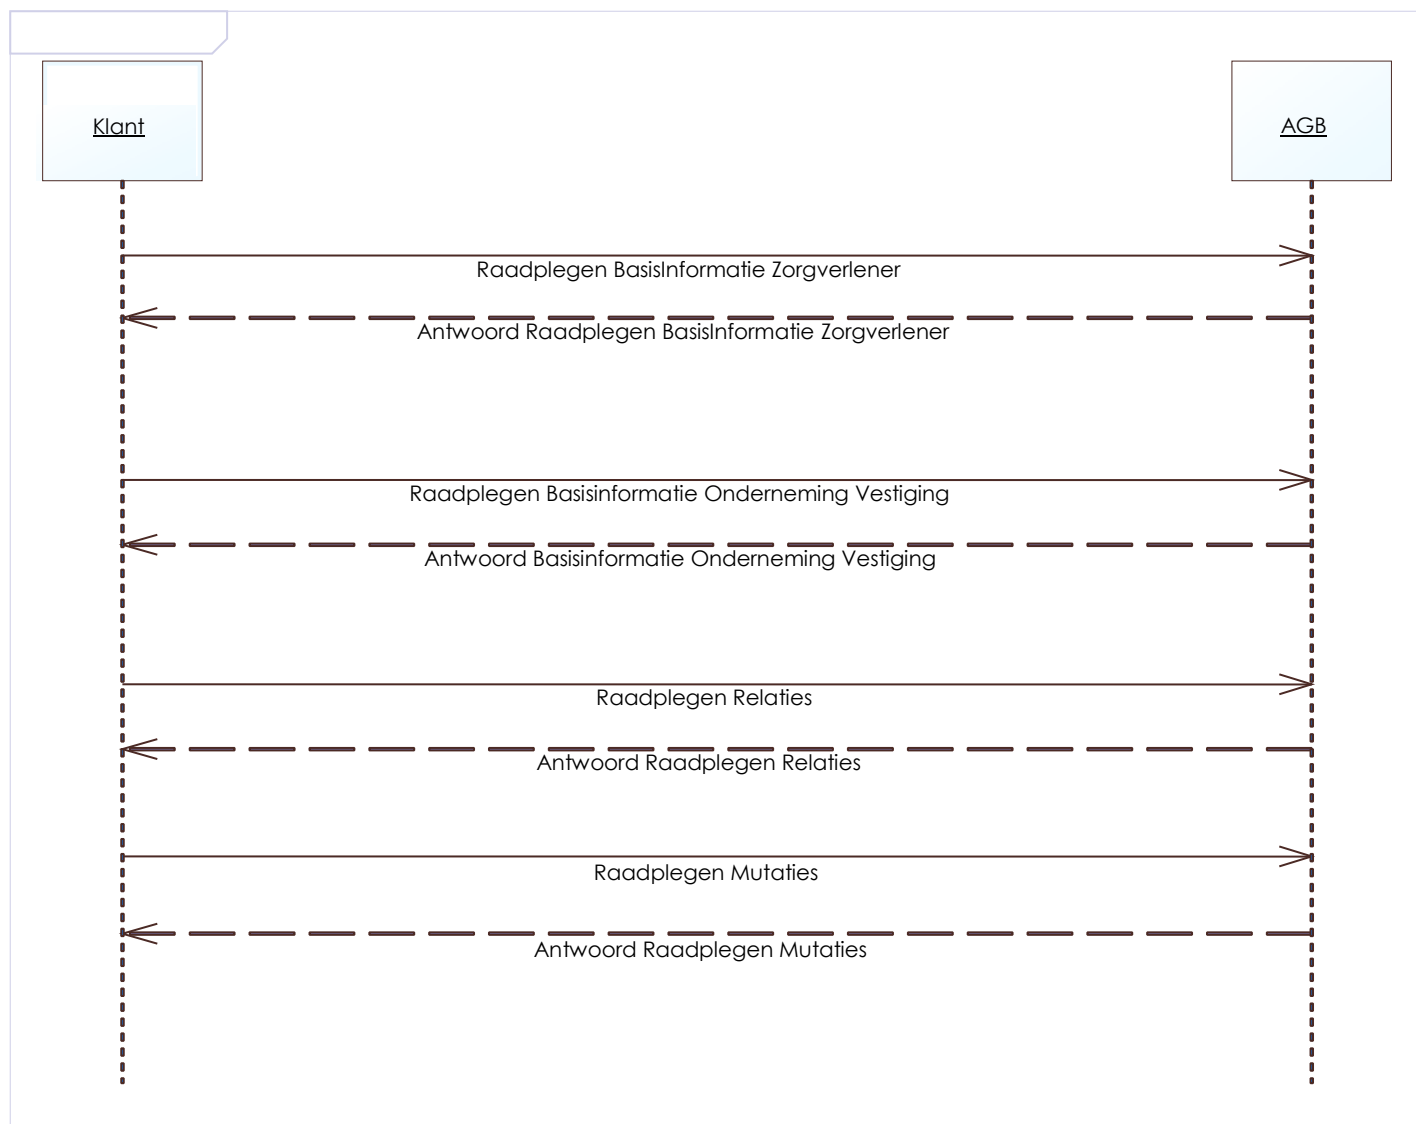 Klant
AGB
Raadplegen BasisInformatie Zorgverlener
Antwoord Raadplegen BasisInformatie Zorgverlener
Raadplegen Basisinformatie Onderneming Vestiging
Antwoord Basisinformatie Onderneming Vestiging
Raadplegen Relaties
Antwoord Raadplegen Relaties
Raadplegen Mutaties
Antwoord Raadplegen Mutaties